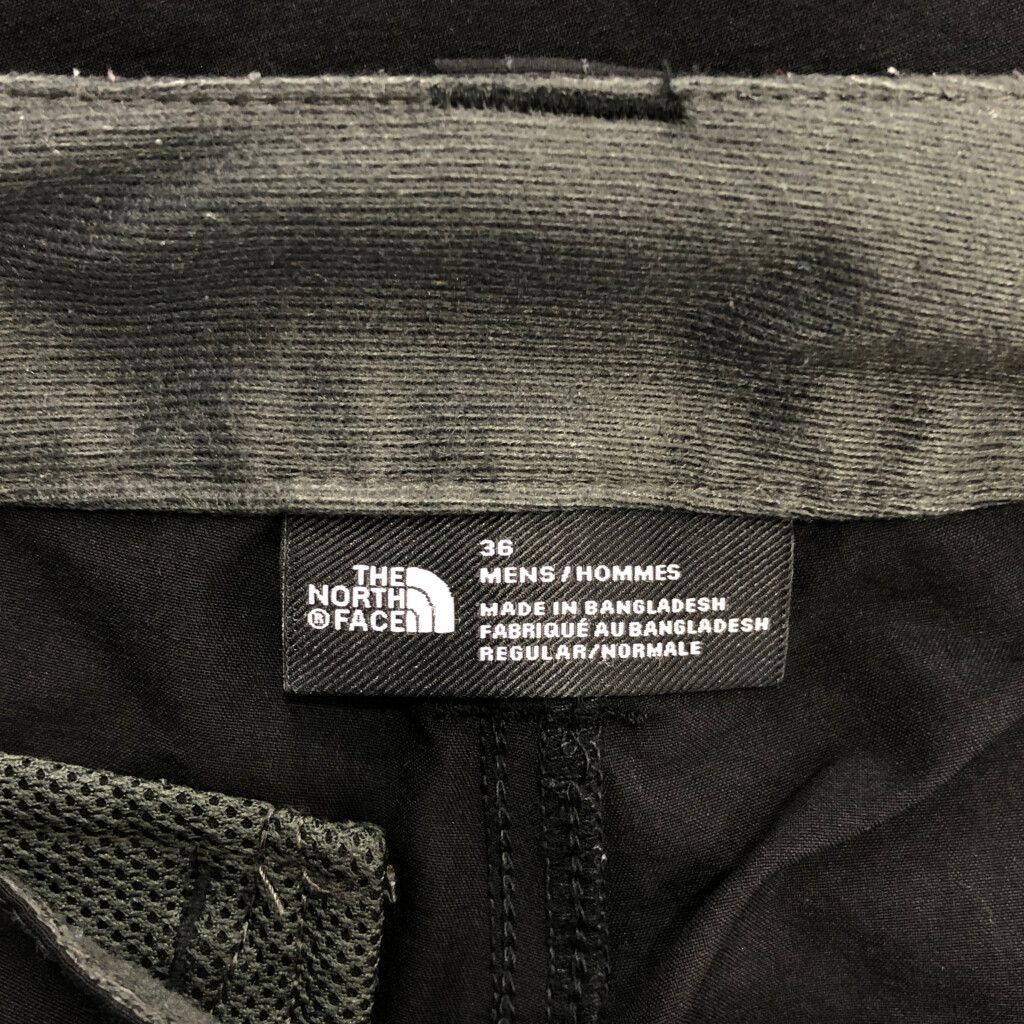 THE
NORTH
® FACE
36
MENS / HOMMES
MADE IN BANGLADESH
FABRIQUÉ AU BANGLADESH
REGULAR/NORMALE